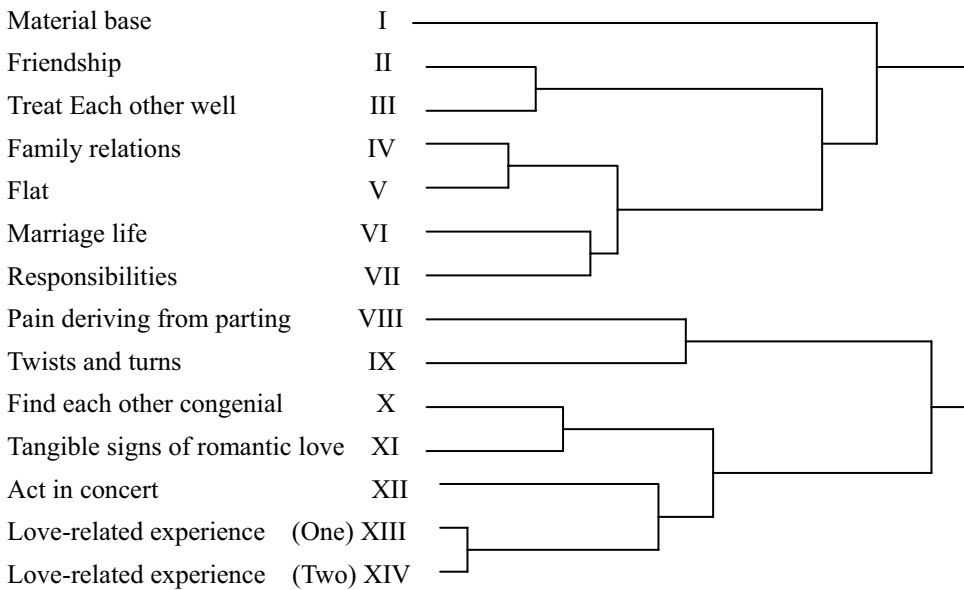 Material base I
Friendship II
Treat Each other well III
Family relations IV
Flat V
Marriage life VI
Responsibilities VII
Pain deriving from parting VIII
Twists and turns IX
Find each other congenial X
Tangible signs of romantic love XI
Act in concert XII
Love-related experience (One) XIII
Love-related experience (Two) XIV